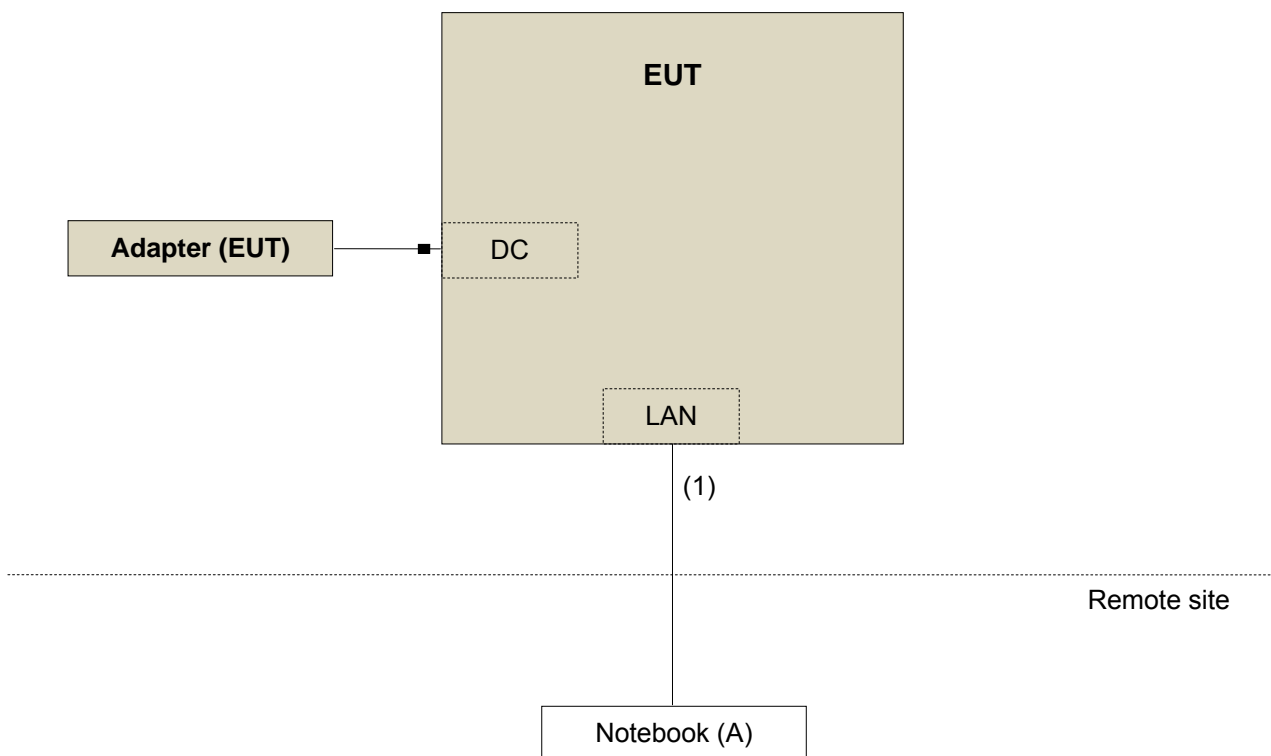 EUT
Adapter (EUT)
DC
LAN
(1)
Remote site
Notebook (A)